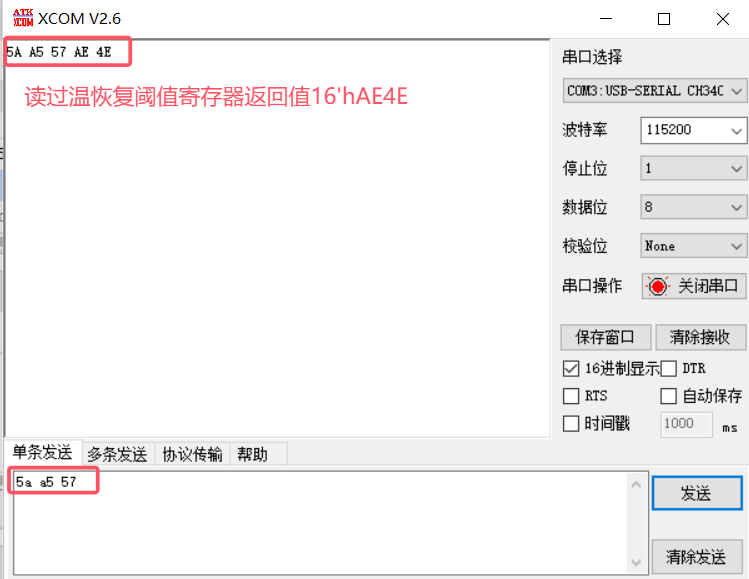 ATK
XCOM
XCOM V2.6
5A A5 57 AE 4E
读过温恢复阈值寄存器返回值16'hAE4E
串口选择
COM3:USB-SERIAL CH340
波特率
115200
停止位
1
数据位
8
校验位
None
串口操作
关闭串口
保存窗口
清除接收
16进制显示
DTR
RTS
自动保存
时间戳
1000
ms
单条发送
多条发送
协议传输
帮助
5a a5 57
发送
清除发送